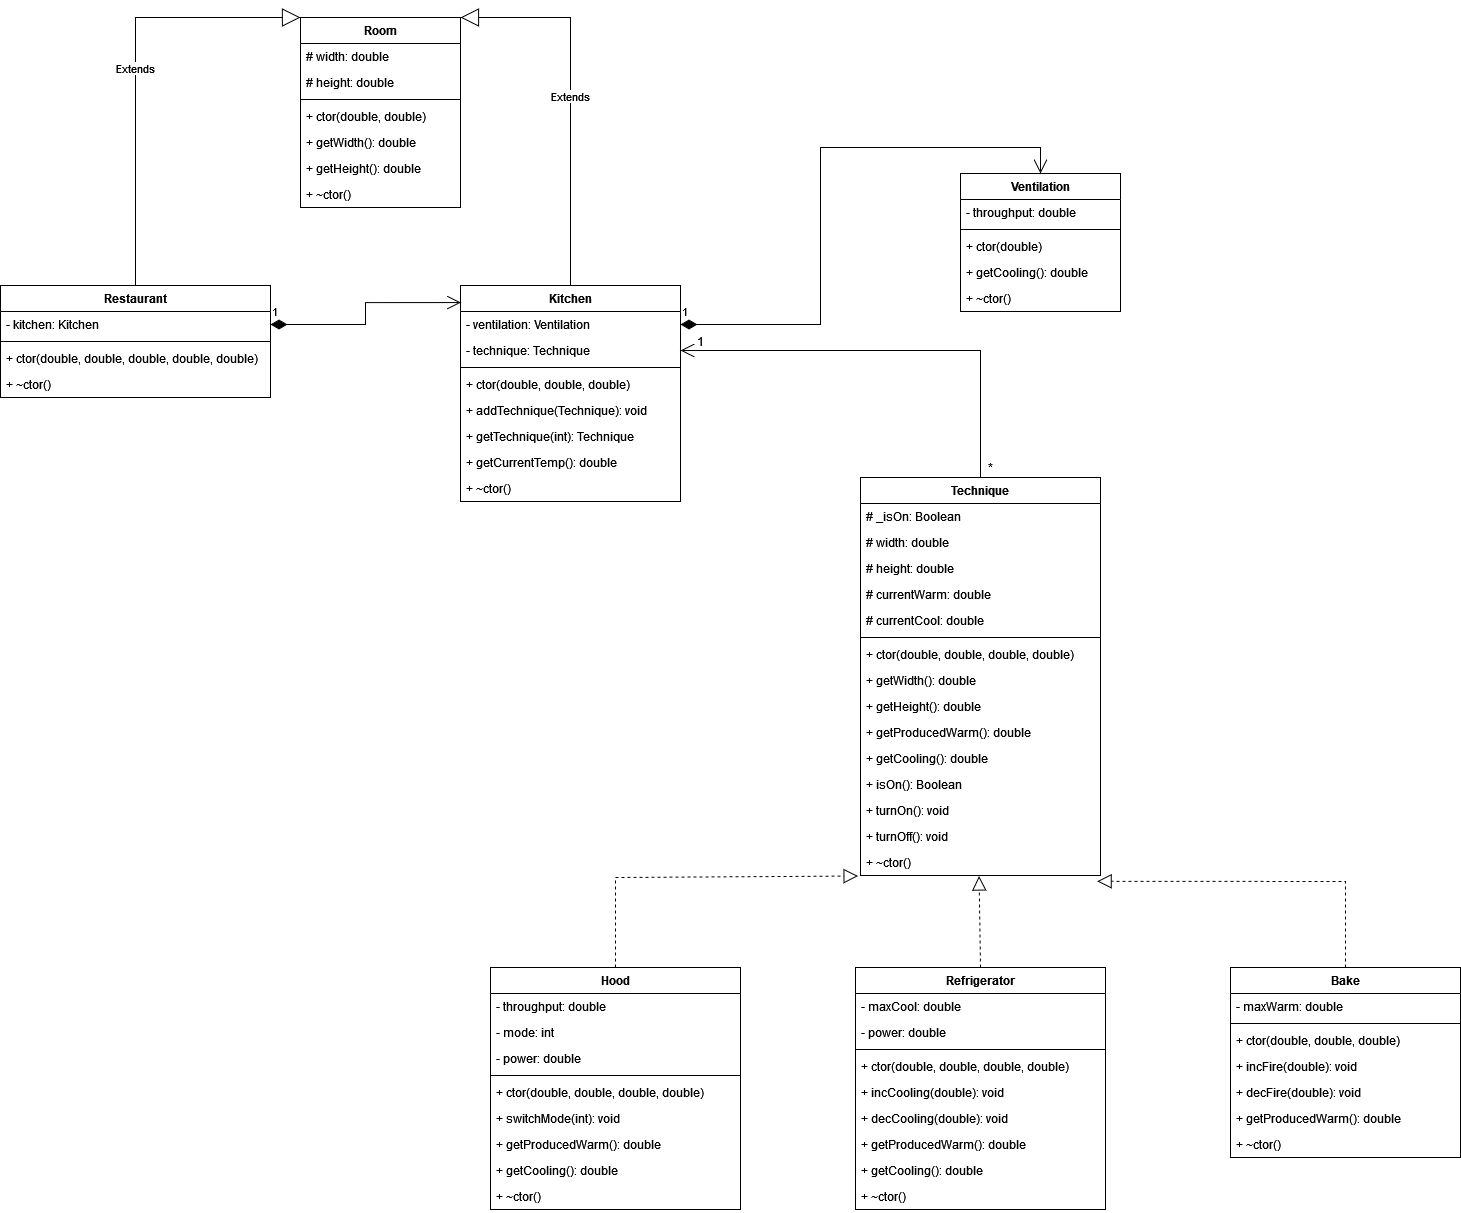 Room
# width: double
# height: double
+ ctor(double, double)
+ getWidth(): double
+ getHeight(): double
+ ~ctor()
Extends
Extends
Restaurant
- kitchen: Kitchen
+ ctor(double, double, double, double, double)
+ ~ctor()
1
Kitchen
- ventilation: Ventilation
- technique: Technique
+ ctor(double, double, double)
+ addTechnique(Technique): void
+ getTechnique(int): Technique
+ getCurrentTemp(): double
+ ~ctor()
1
1
Ventilation
- throughput: double
+ ctor(double)
+ getCooling(): double
+ ~ctor()
*
Technique
# _isOn: Boolean
# width: double
# height: double
# currentWarm: double
# currentCool: double
+ ctor(double, double, double, double)
+ getWidth(): double
+ getHeight(): double
+ getProducedWarm(): double
+ getCooling(): double
+ isOn(): Boolean
+ turnOn(): void
+ turnOff(): void
+ ~ctor()
Hood
- throughput: double
- mode: int
- power: double
+ ctor(double, double, double, double)
+ switchMode(int): void
+ getProducedWarm(): double
+ getCooling(): double
+ ~ctor()
Refrigerator
- maxCool: double
- power: double
+ ctor(double, double, double, double)
+ incCooling(double): void
+ decCooling(double): void
+ getProducedWarm(): double
+ getCooling(): double
+ ~ctor()
Bake
- maxWarm: double
+ ctor(double, double, double)
+ incFire(double): void
+ decFire(double): void
+ getProducedWarm(): double
+ ~ctor()